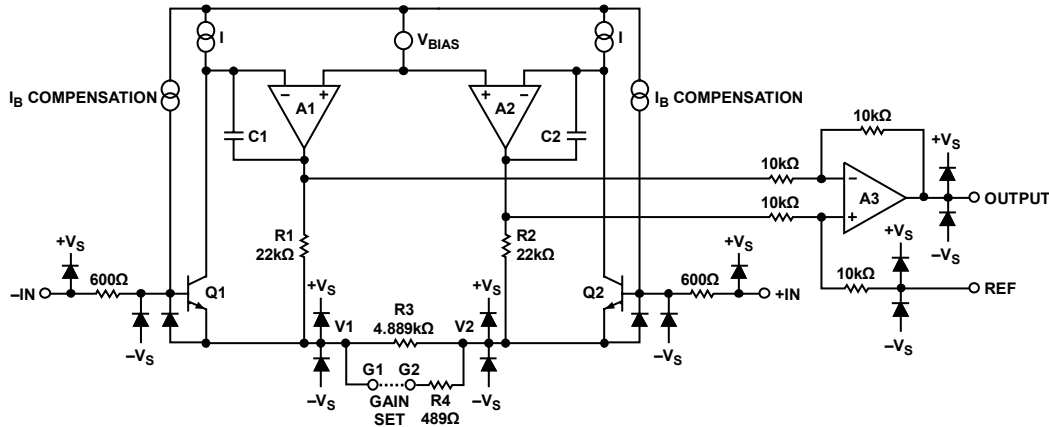 I
V_BIAS
I
I_B COMPENSATION
I_B COMPENSATION
– A1 +
+ A2 –
C1
C2
10kΩ
+V_S
10kΩ
–
A3
OUTPUT
10kΩ
+
–V_S
R1
22kΩ
R2
22kΩ
10kΩ
REF
–V_S
+V_S
–IN
600Ω
Q1
–V_S
+V_S
V1
R3
4.889kΩ
V2
+V_S
Q2
600Ω
+V_S
+IN
–V_S
–V_S
G1
G2
GAIN
SET
R4
489Ω
–V_S
+V_S